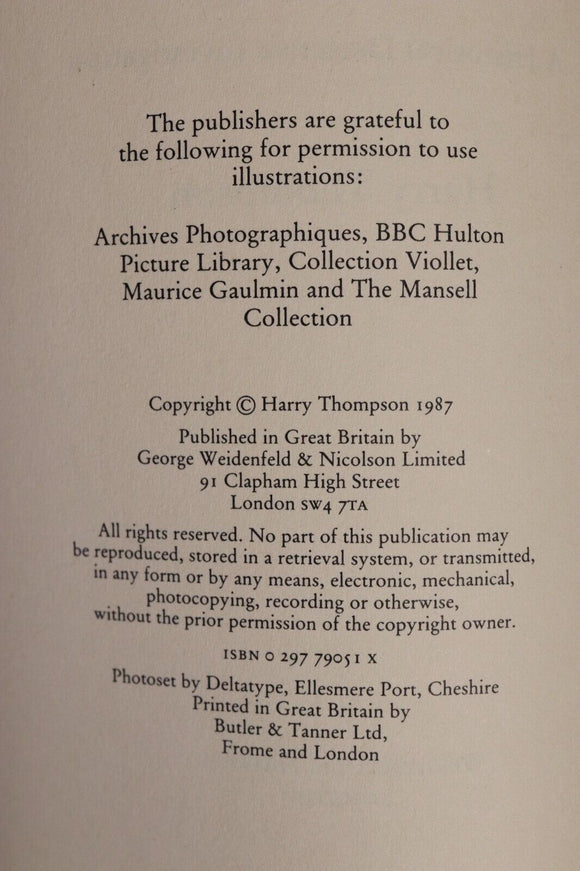 The publishers are grateful to
the following for permission to use
illustrations:
Archives Photographiques, BBC Hulton
Picture Library, Collection Viollet,
Maurice Gaulmin and The Mansell
Collection
Copyright © Harry Thompson 1987
Published in Great Britain by
George Weidenfeld & Nicolson Limited
91 Clapham High Street
London SW4 7TA
All rights reserved. No part of this publication may
be reproduced, stored in a retrieval system, or transmitted,
in any form or by any means, electronic, mechanical,
photocopying, recording or otherwise,
without the prior permission of the copyright owner.
ISBN 0 297 79051 X
Photoset by Deltatype, Ellesmere Port, Cheshire
Printed in Great Britain by
Butler & Tanner Ltd,
Frome and London